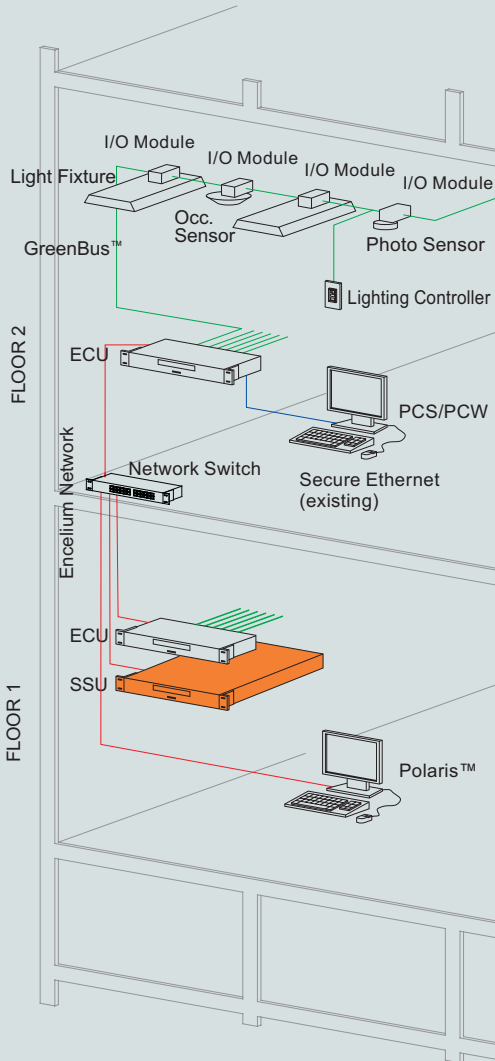 I/O Module
I/O Module
I/O Module
I/O Module
Light Fixture
Occ.
Sensor
GreenBus™
Photo Sensor
Lighting Controller
FLOOR 2
ECU
PCS/PCW
Network Switch
Secure Ethernet
(existing)
Encelium Network
ECU
SSU
FLOOR 1
Polaris™